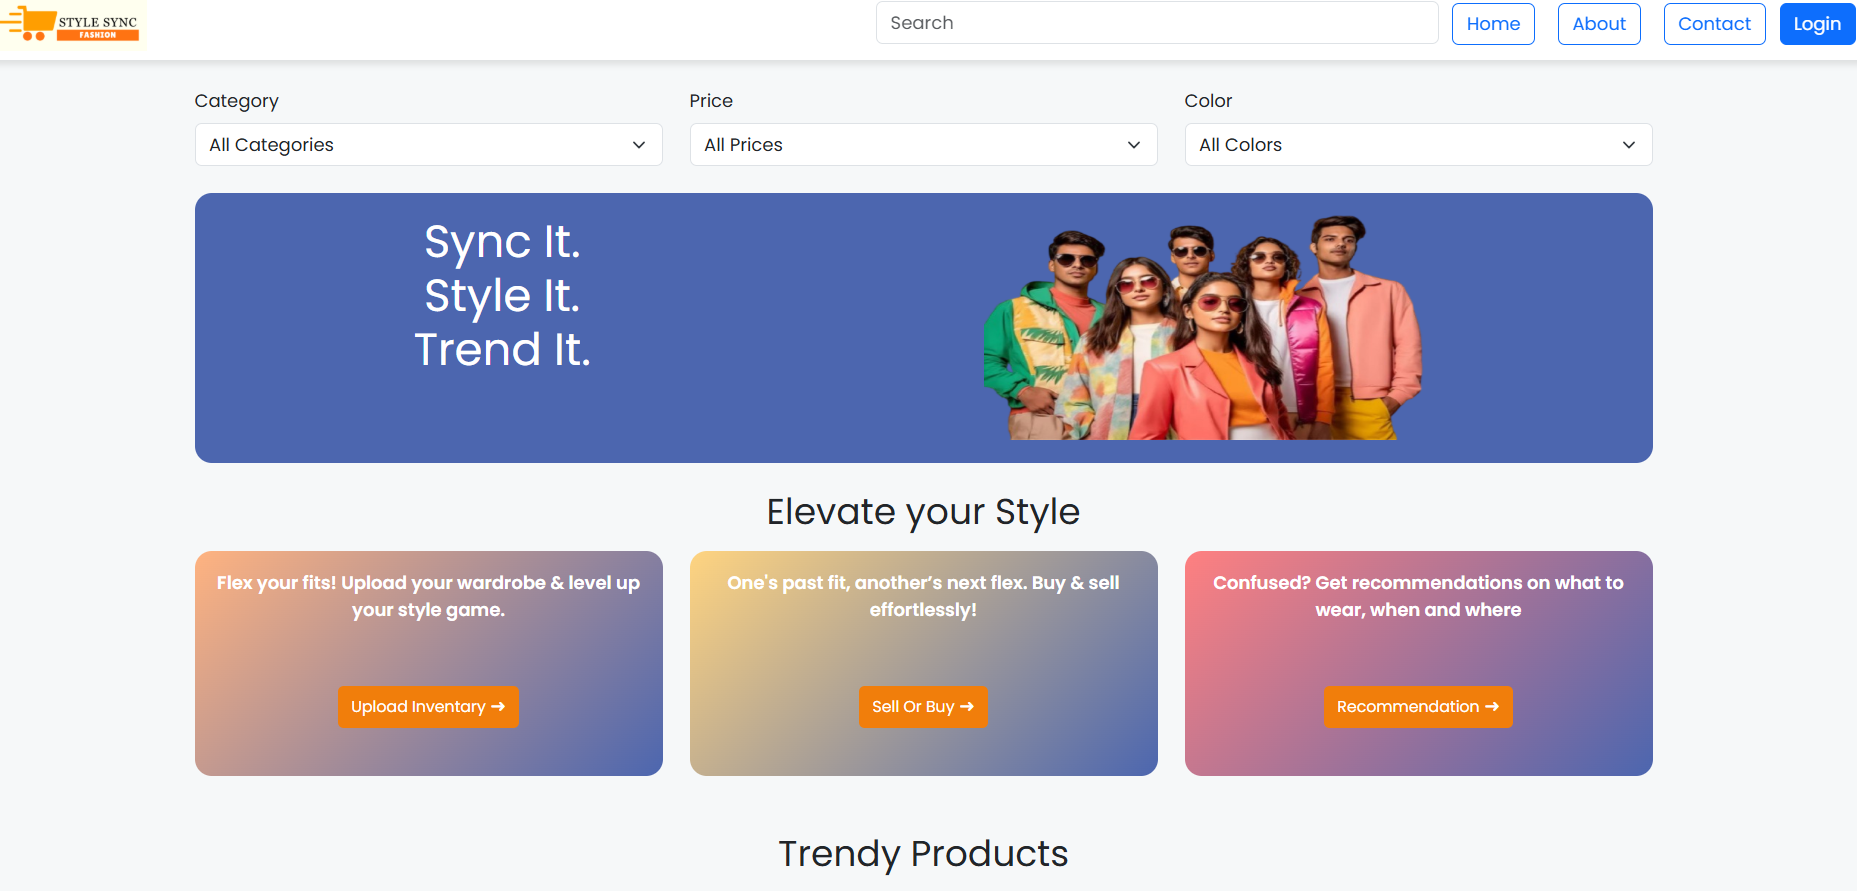 STYLE SYNC
FASHION
Search
Home
About
Contact
Login
Category
Price
Color
All Categories
All Prices
All Colors
Sync It.
Style It.
Trend It.
Elevate your Style
Flex your fits! Upload your wardrobe & level up
your style game.
Upload Inventory →
One's past fit, another’s next flex. Buy & sell
effortlessly!
Sell Or Buy →
Confused? Get recommendations on what to
wear, when and where
Recommendation →
Trendy Products